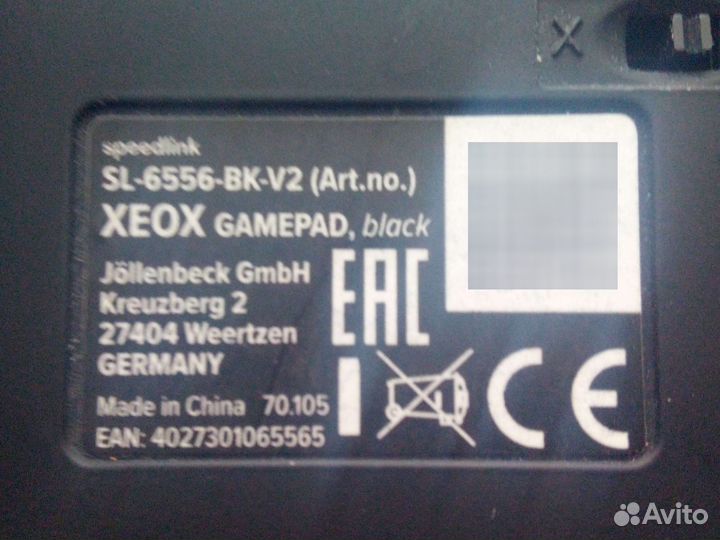 X
speedlink
SL-6556-BK-V2 (Art.no.)
XEOX GAMEPAD, black
Jöllenbeck GmbH
Kreuzberg 2
27404 Weertzen
GERMANY
Made in China 70.105
EAN: 4027301065565
EAC
CE
Avito